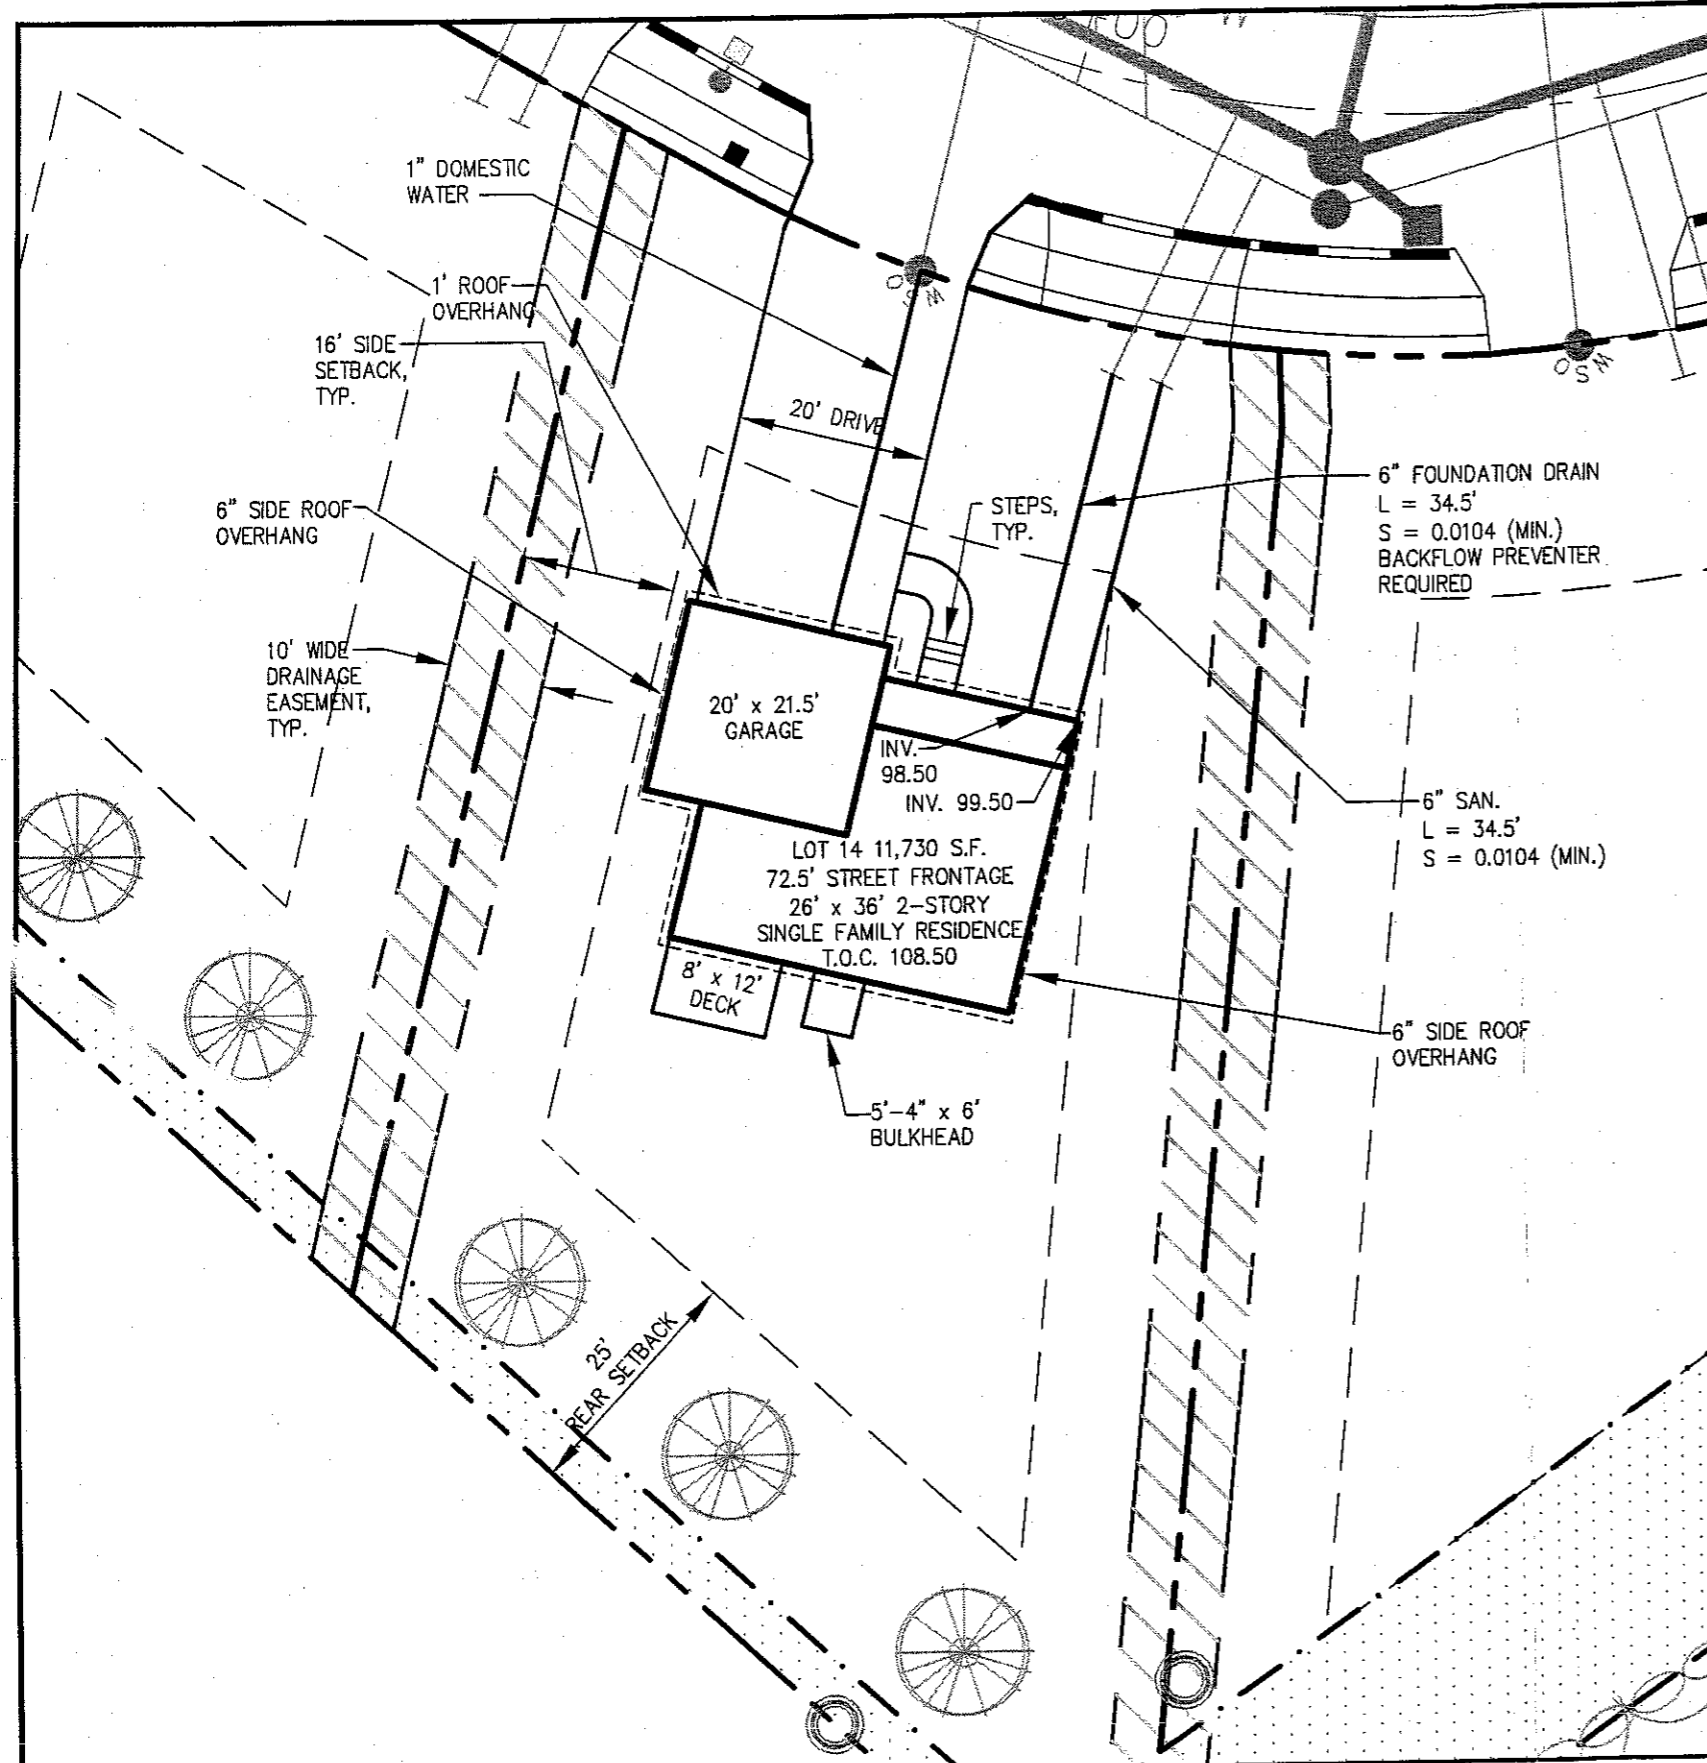 1" DOMESTIC
WATER
1' ROOF
OVERHANG
16' SIDE
SETBACK,
TYP.
20' DRIVE
6" SIDE ROOF
OVERHANG
STEPS,
TYP.
6" FOUNDATION DRAIN
L = 34.5'
S = 0.0104 (MIN.)
BACKFLOW PREVENTER
REQUIRED
10' WIDE
DRAINAGE
EASEMENT,
TYP.
20' x 21.5'
GARAGE
INV.
98.50
INV. 99.50
6" SAN.
L = 34.5'
S = 0.0104 (MIN.)
LOT 14 11,730 S.F.
72.5' STREET FRONTAGE
26' x 36' 2-STORY
SINGLE FAMILY RESIDENCE
T.O.C. 108.50
8' x 12'
DECK
6" SIDE ROOF
OVERHANG
5'-4" x 6'
BULKHEAD
25'
REAR SETBACK